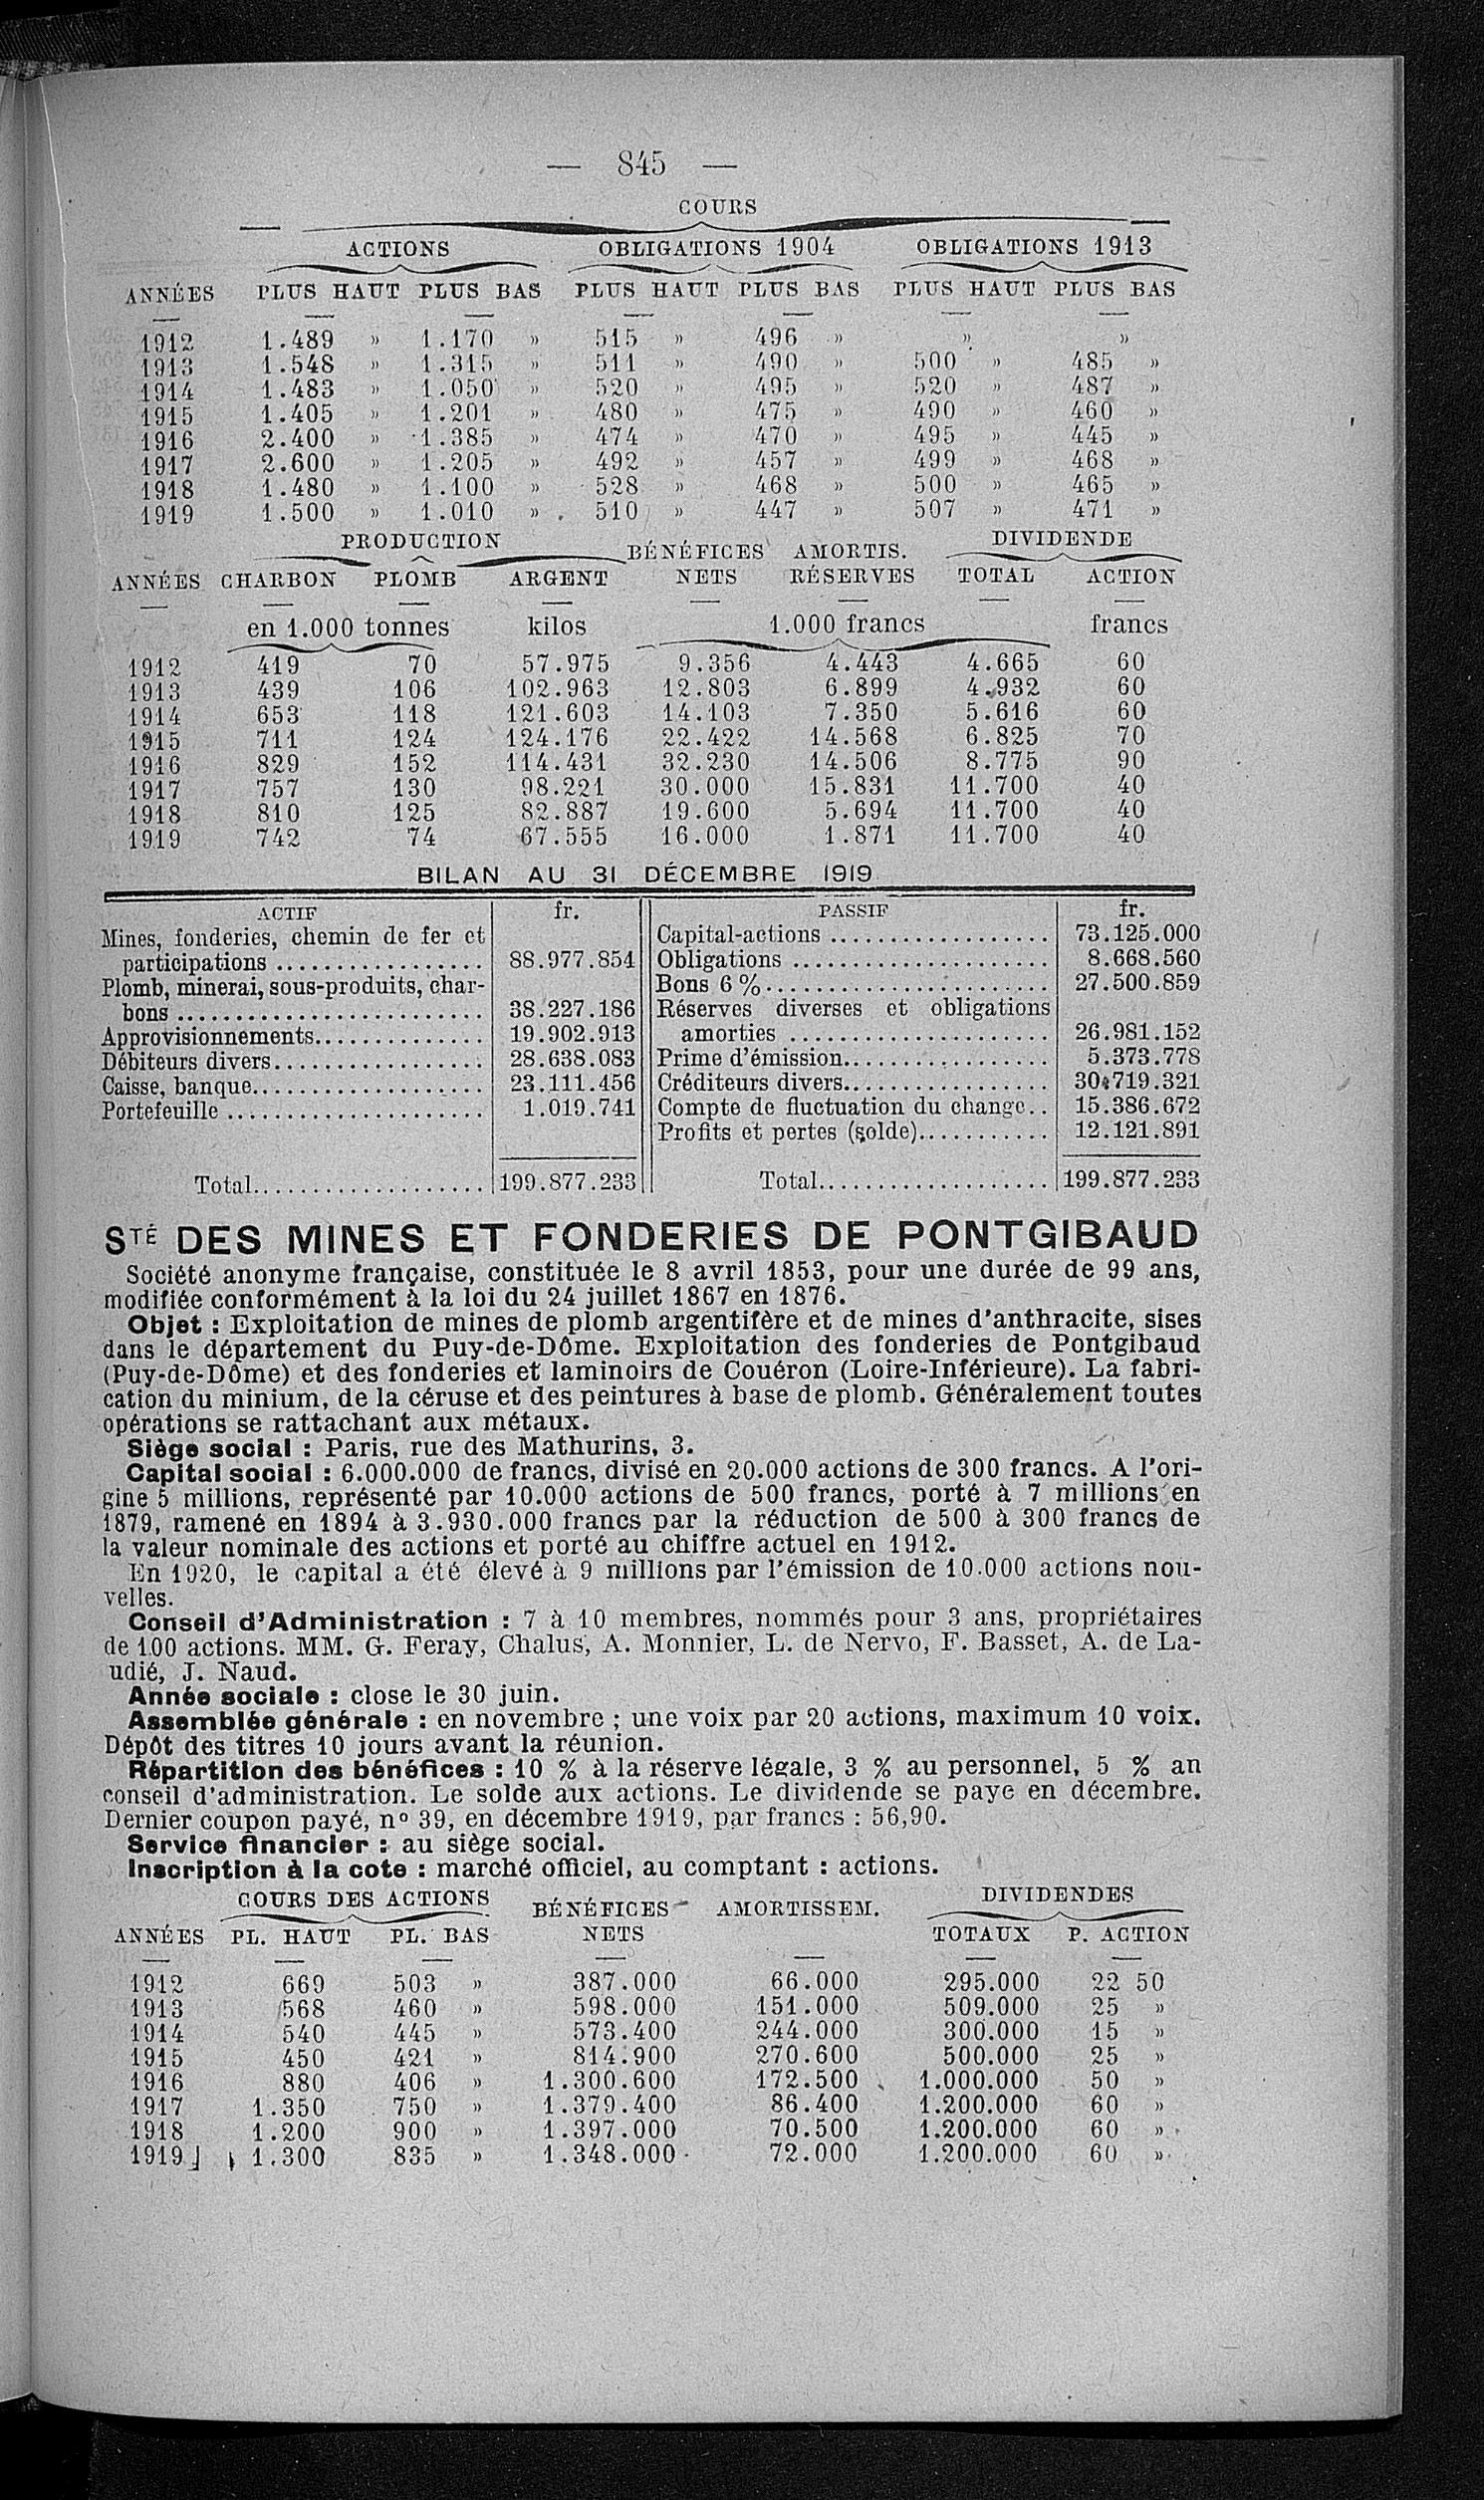 — 845 —
COURS
ACTIONS OBLIGATIONS 1904 OBLIGATIONS 1913
ANNÉES PLUS HAUT PLUS BAS PLUS HAUT PLUS BAS PLUS HAUT PLUS BAS
1912 1.489 » 1.170 » 515 » 496 » » »
1913 1.548 » 1.315 » 511 » 490 » 500 » 485 »
1914 1.483 » 1.050 » 520 » 495 » 520 » 487 »
1915 1.405 » 1.201 » 480 » 475 » 490 » 460 »
1916 2.400 » 1.385 » 474 » 470 » 495 » 445 »
1917 2.600 » 1.205 » 492 » 457 » 499 » 468 »
1918 1.480 » 1.100 » 528 » 468 » 500 » 465 »
1919 1.500 » 1.010 » 510 » 447 » 507 » 471 »
PRODUCTION BÉNÉFICES AMORTIS. DIVIDENDE
ANNÉES CHARBON PLOMB ARGENT NETS RÉSERVES TOTAL ACTION
en 1.000 tonnes kilos 1.000 francs francs
1912 419 70 57.975 9.356 4.443 4.665 60
1913 439 106 102.963 12.803 6.899 4.932 60
1914 653 118 121.603 14.103 7.350 5.616 60
1915 711 124 124.176 22.422 14.568 6.825 70
1916 829 152 114.431 32.230 14.506 8.775 90
1917 757 130 98.221 30.000 15.831 11.700 40
1918 810 125 82.887 19.600 5.694 11.700 40
1919 742 74 67.555 16.000 1.871 11.700 40
BILAN AU 31 DÉCEMBRE 1919
ACTIF fr. PASSIF fr.
Mines, fonderies, chemin de fer et Capital-actions .................. 73.125.000
participations .................. 88.977.854 Obligations ...................... 8.668.560
Plomb, minerai, sous-produits, char- Bons 6 %........................ 27.500.859
bons .......................... 38.227.186 Réserves diverses et obligations
Approvisionnements............... 19.902.913 amorties ...................... 26.981.152
Débiteurs divers.................. 28.638.083 Prime d'émission.................. 5.373.778
Caisse, banque.................... 23.111.456 Créditeurs divers.................. 30.719.321
Portefeuille ...................... 1.019.741 Compte de fluctuation du change.. 15.386.672
Profits et pertes (solde)........... 12.121.891
Total.................... 199.877.233 Total.................... 199.877.233
STÉ DES MINES ET FONDERIES DE PONTGIBAUD
Société anonyme française, constituée le 8 avril 1853, pour une durée de 99 ans,
modifiée conformément à la loi du 24 juillet 1867 en 1876.
Objet : Exploitation de mines de plomb argentifère et de mines d'anthracite, sises
dans le département du Puy-de-Dôme. Exploitation des fonderies de Pontgibaud
(Puy-de-Dôme) et des fonderies et laminoirs de Couéron (Loire-Inférieure). La fabri-
cation du minium, de la céruse et des peintures à base de plomb. Généralement toutes
opérations se rattachant aux métaux.
Siège social : Paris, rue des Mathurins, 3.
Capital social : 6.000.000 de francs, divisé en 20.000 actions de 300 francs. A l'ori-
gine 5 millions, représenté par 10.000 actions de 500 francs, porté à 7 millions en
1879, ramené en 1894 à 3.930.000 francs par la réduction de 500 à 300 francs de
la valeur nominale des actions et porté au chiffre actuel en 1912.
En 1920, le capital a été élevé à 9 millions par l'émission de 10.000 actions nou-
velles.
Conseil d'Administration : 7 à 10 membres, nommés pour 3 ans, propriétaires
de 100 actions. MM. G. Feray, Chalus, A. Monnier, L. de Nervo, F. Basset, A. de La-
udié, J. Naud.
Année sociale : close le 30 juin.
Assemblée générale : en novembre ; une voix par 20 actions, maximum 10 voix.
Dépôt des titres 10 jours avant la réunion.
Répartition des bénéfices : 10 % à la réserve légale, 3 % au personnel, 5 % an
conseil d'administration. Le solde aux actions. Le dividende se paye en décembre.
Dernier coupon payé, nº 39, en décembre 1919, par francs : 56,90.
Service financier : au siège social.
Inscription à la cote : marché officiel, au comptant : actions.
COURS DES ACTIONS BÉNÉFICES AMORTISSEM. DIVIDENDES
ANNÉES PL. HAUT PL. BAS NETS TOTAUX P. ACTION
1912 669 503 » 387.000 66.000 295.000 22 50
1913 568 460 » 598.000 151.000 509.000 25 »
1914 540 445 » 573.400 244.000 300.000 15 »
1915 450 421 » 814.900 270.600 500.000 25 »
1916 880 406 » 1.300.600 172.500 1.000.000 50 »
1917 1.350 750 » 1.379.400 86.400 1.200.000 60 »
1918 1.200 900 » 1.397.000 70.500 1.200.000 60 »
1919 1.300 835 » 1.348.000 72.000 1.200.000 60 »